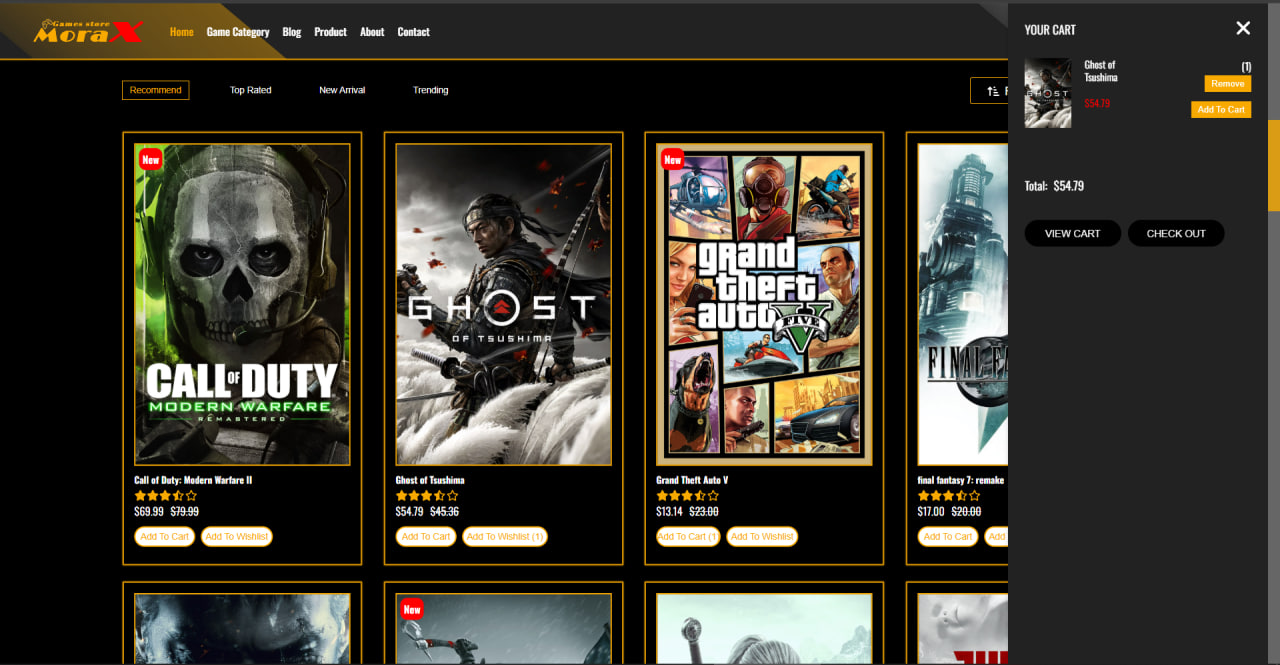 Games store
MoraX
Home
Game Category
Blog
Product
About
Contact
Recommend
Top Rated
New Arrival
Trending
New
CALL OF DUTY
MODERN WARFARE
REMASTERED
Call of Duty: Modern Warfare II
$69.99 $79.99
Add To Cart
Add To Wishlist
GHOST
OF TSUSHIMA
Ghost of Tsushima
$54.79 $45.36
Add To Cart
Add To Wishlist (1)
New
grand
theft
auto
FIVE
V
Grand Theft Auto V
$13.14 $23.00
Add To Cart (1
Add To Wishlist
FINAL FA
final fantasy 7: remake
$17.00 $20.00
Add To Cart
Add
New
YOUR CART
GHOST
Ghost of
Tsushima
$54.79
(1)
Remove
Add To Cart
Total: $54.79
VIEW CART
CHECK OUT